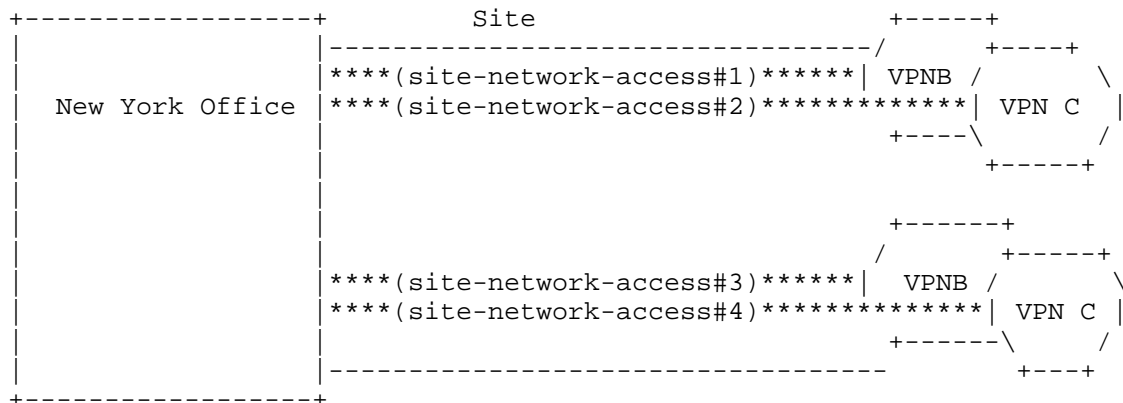 Site
****(site-network-access#1)****** VPNB
New York Office ****(site-network-access#2)************* VPN C
****(site-network-access#3)****** VPNB
****(site-network-access#4)************** VPN C